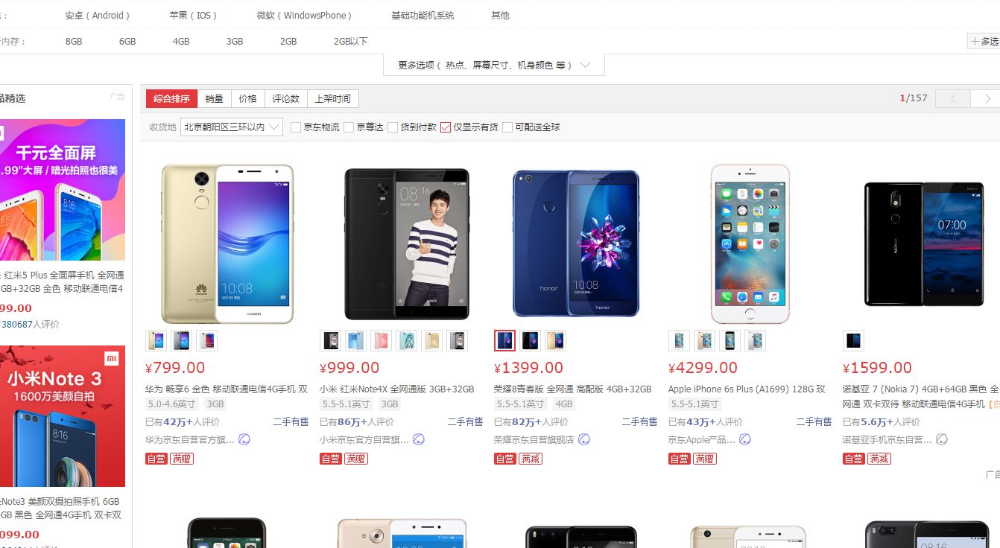 安卓（Android） 苹果（IOS） 微软（WindowsPhone） 基础功能机系统 其他
内存： 8GB 6GB 4GB 3GB 2GB 2GB以下 多选
更多选项（ 热点、屏幕尺寸、机身颜色 等）
品精选 广告
综合排序 销量 价格 评论数 上架时间 1/157
收货地 北京朝阳区三环以内 京东物流 京尊达 货到付款 仅显示有货 可配送全球
千元全面屏
.99"大屏 / 暗光拍照也很美
8:16
红米5 Plus 全面屏手机 全网通
GB+32GB 金色 移动联通电信4
99.00
380687人评价
小米Note 3
1600万美颜自拍
8:16
Note3 美颜双摄拍照手机 6GB
GB 黑色 全网通4G手机 双卡双
099.00
10:08
HUAWEI
HUAWEI
¥799.00
华为 畅享6 金色 移动联通电信4G手机 双
5.0-4.6英寸 3GB
已有42万+人评价 二手有售
华为京东自营官方旗...
自营 满赠
08:16
¥999.00
小米 红米Note4X 全网通版 3GB+32GB
5.5-5.1英寸 3GB
已有86万+人评价 二手有售
小米京东官方自营旗...
自营 满赠
honor
10:08
honor
¥1399.00
荣耀8青春版 全网通 高配版 4GB+32GB
5.5-5.1英寸 4GB
已有82万+人评价 二手有售
荣耀京东自营旗舰店
自营 满减
¥4299.00
Apple iPhone 6s Plus (A1699) 128G 玫
5.5-5.1英寸
已有43万+人评价 二手有售
京东Apple产品...
自营 满赠
NOKIA
07:00
¥1599.00
诺基亚 7 (Nokia 7) 4GB+64GB 黑色 全
网通 双卡双待 移动联通电信4G手机【白
已有5.6万+人评价
诺基亚手机京东自营...
自营 满减
广告